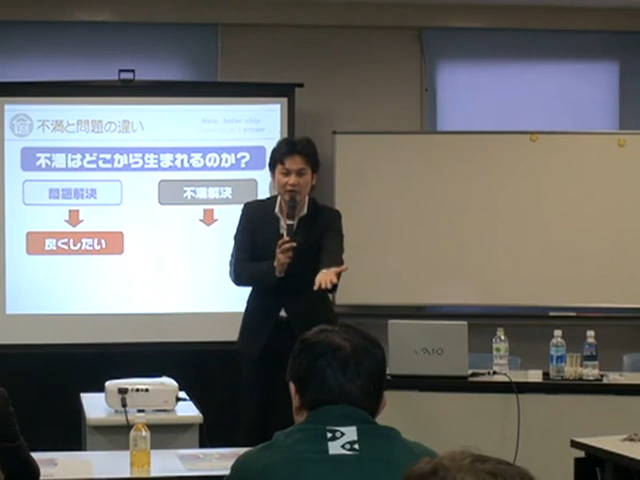 不満と問題の違い
不満はどこから生まれるのか?
問題解決
不満解決
良くしたい
VAIO